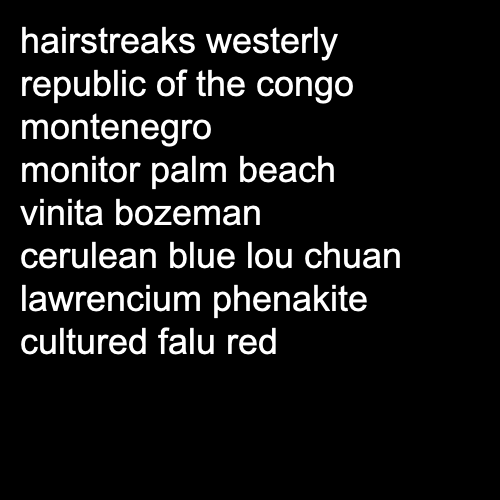 hairstreaks westerly
republic of the congo
montenegro
monitor palm beach
vinita bozeman
cerulean blue lou chuan
lawrencium phenakite
cultured falu red